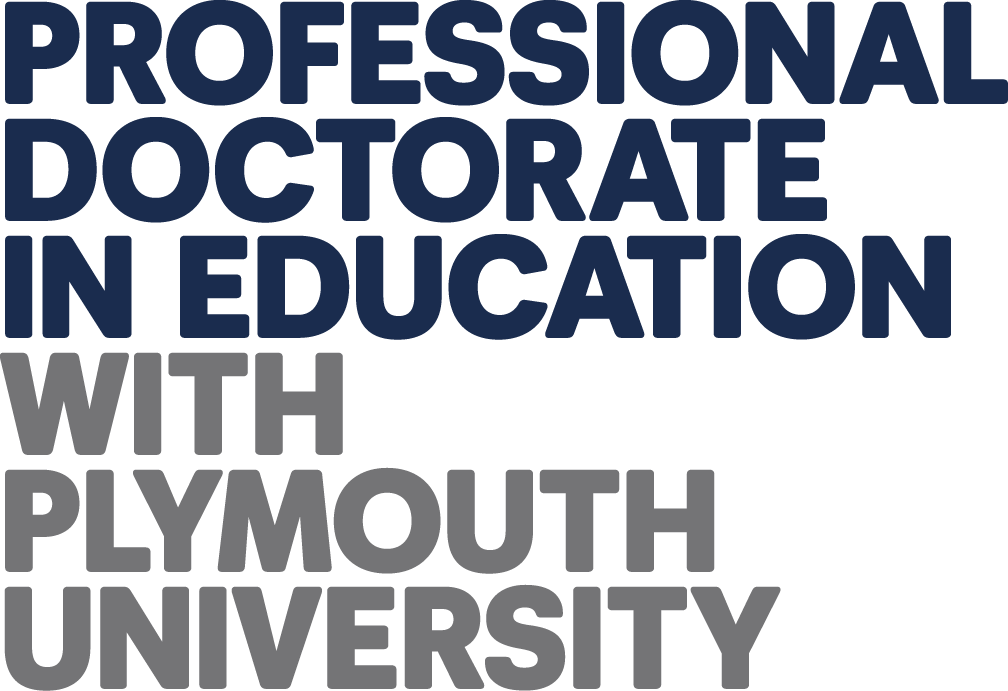 PROFESSIONAL
DOCTORATE
IN EDUCATION
WITH
PLYMOUTH
UNIVERSITY